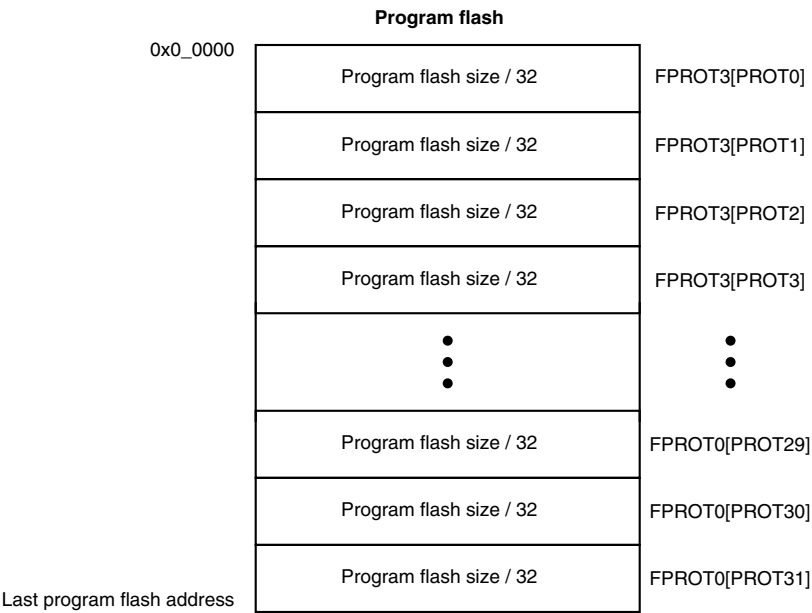 Program flash
0x0_0000
Program flash size / 32 FPROT3[PROT0]
Program flash size / 32 FPROT3[PROT1]
Program flash size / 32 FPROT3[PROT2]
Program flash size / 32 FPROT3[PROT3]
Program flash size / 32 FPROT0[PROT29]
Program flash size / 32 FPROT0[PROT30]
Program flash size / 32 FPROT0[PROT31]
Last program flash address